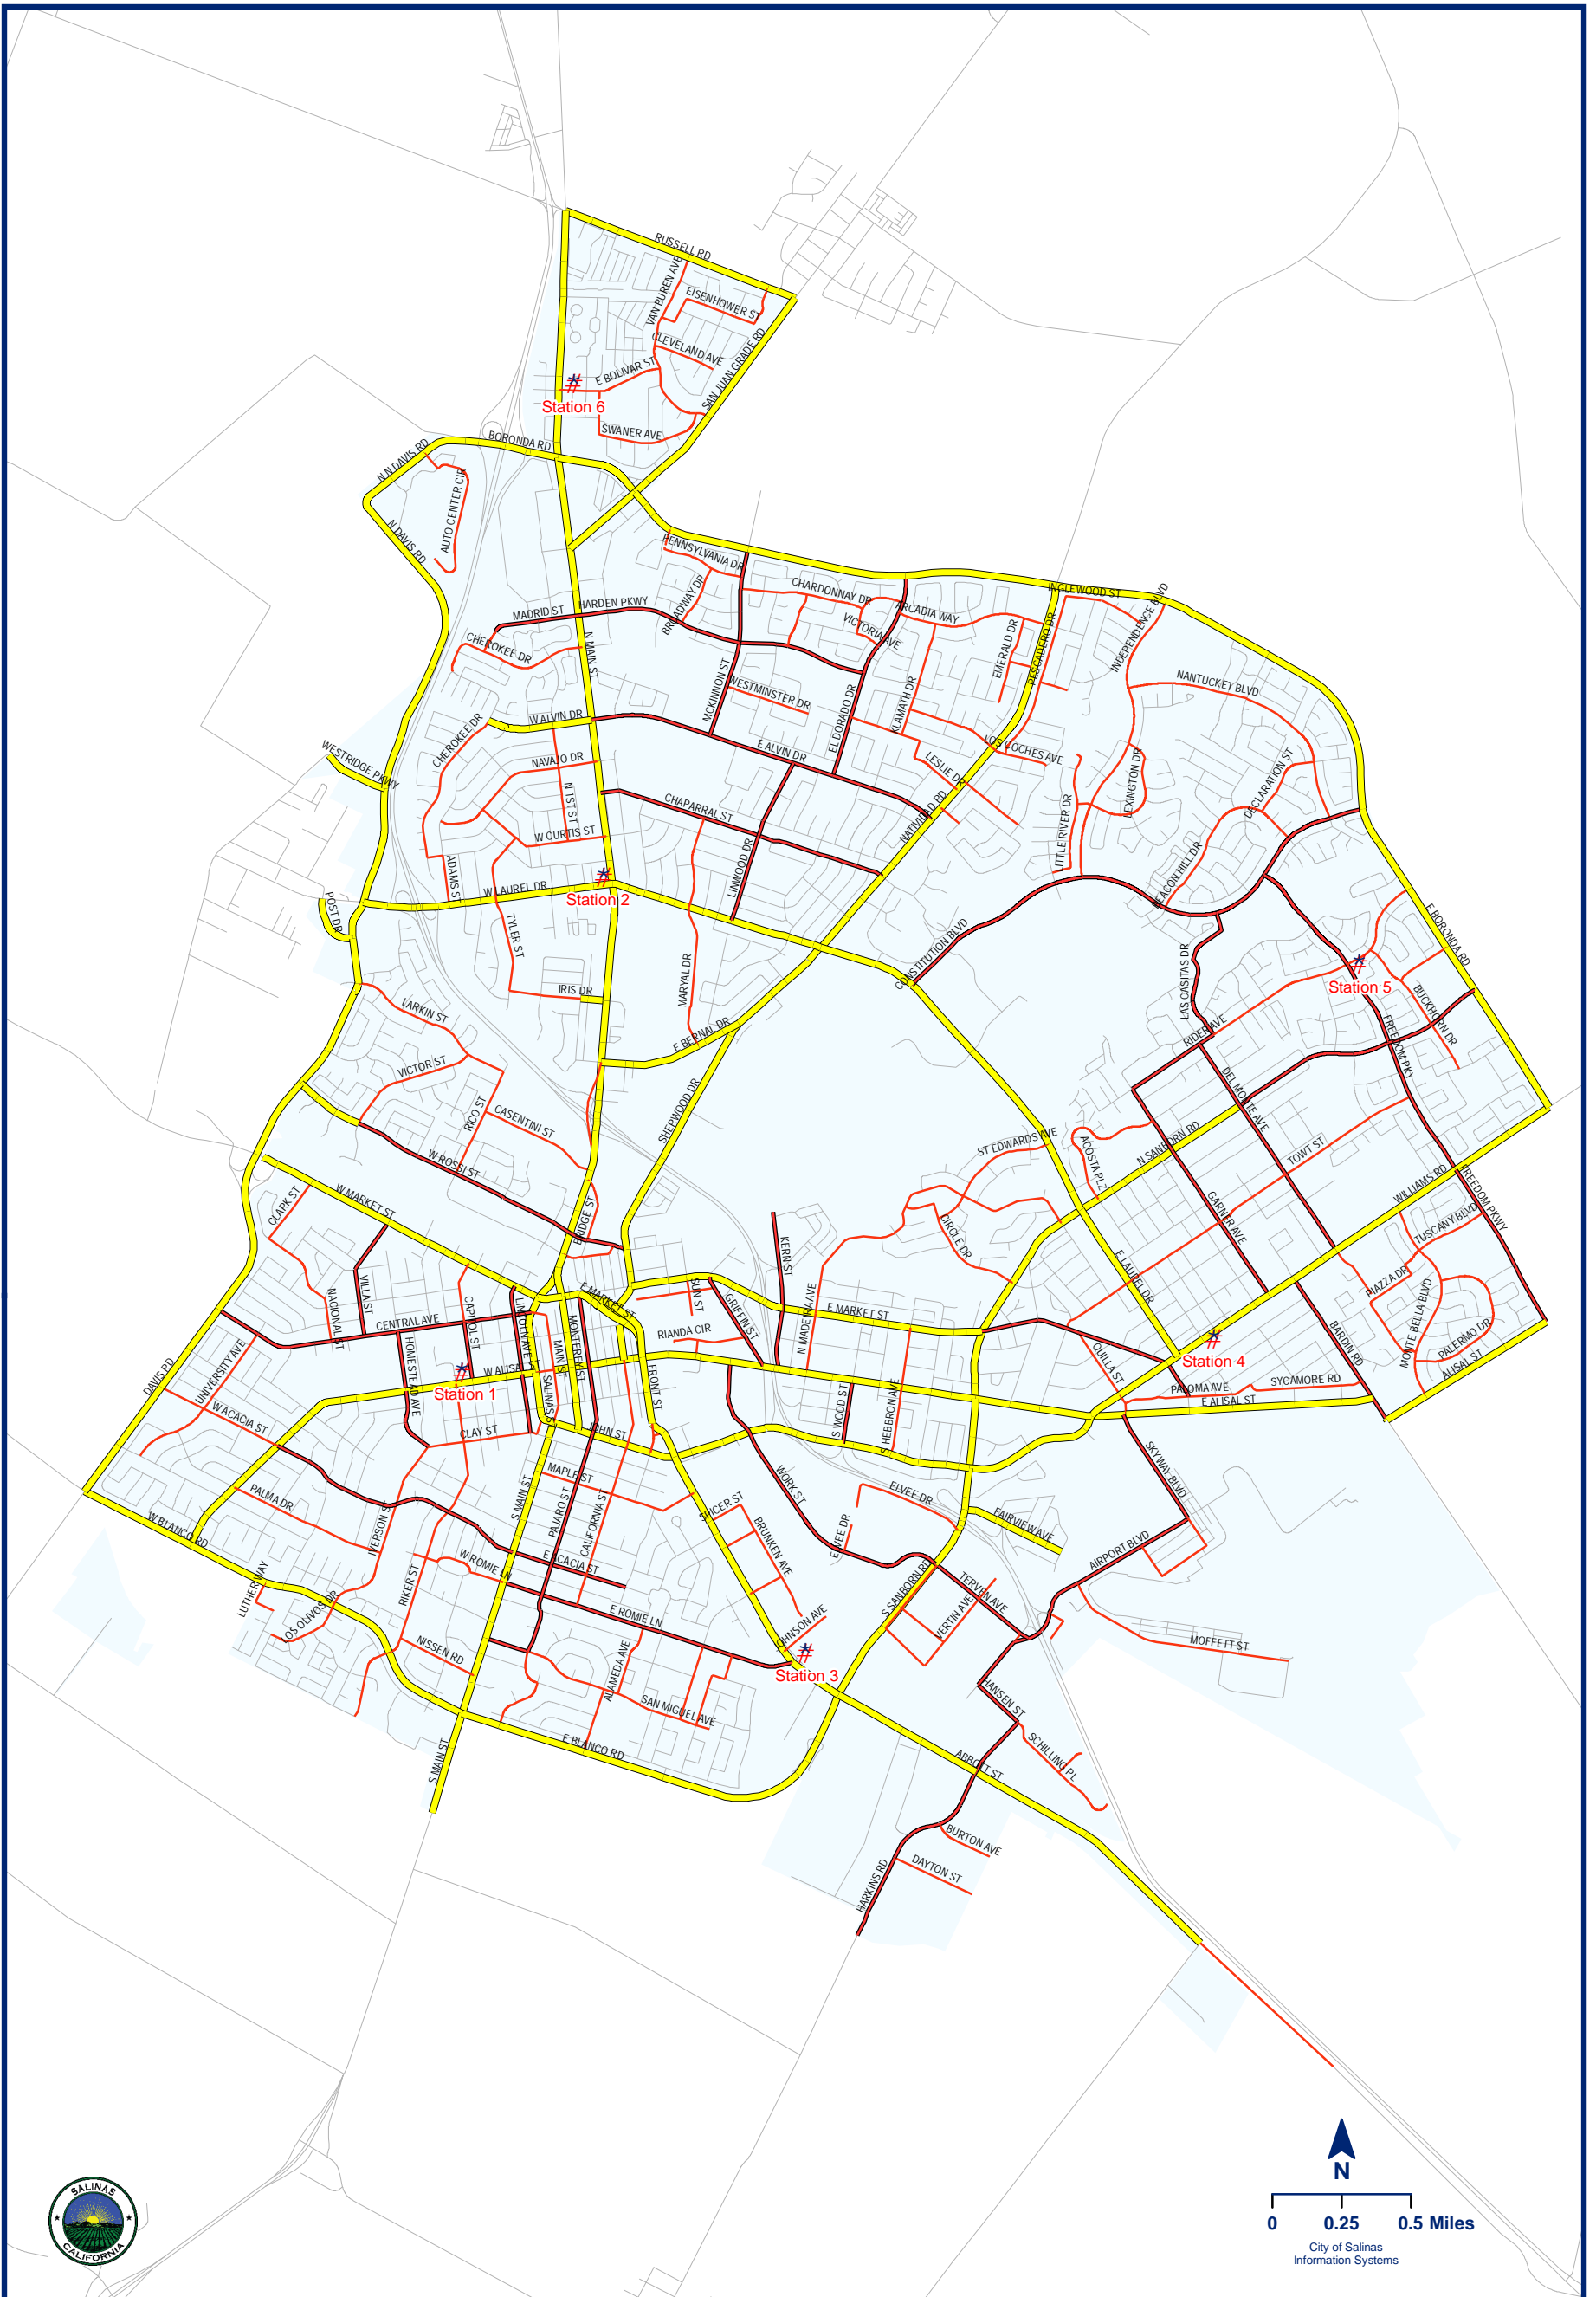 RUSSELL RD
VAN BUREN AVE
EISENHOWER ST
CLEVELAND AVE
E BOLIVAR ST
SAN JUAN GRADE RD
Station 6
SWANER AVE
BORONDA RD
N N DAVIS RD
AUTO CENTER CIR
N DAVIS RD
PENNSYLVANIA DR
BROADWAY DR
CHARDONNAY DR
INGLEWOOD ST
MADRID ST
HARDEN PKWY
ARCADIA WAY
VICTORIA AVE
EMERALD DR
PESCADERO DR
INDEPENDENCE BLVD
CHEROKEE DR
N MAIN ST
NANTUCKET BLVD
MCKINNON ST
WESTMINSTER DR
EL DORADO DR
KLAMATH DR
W ALVIN DR
CHEROKEE DR
E ALVIN DR
LOS COCHES AVE
LESLIE DR
WESTRIDGE PKWY
NAVAJO DR
N 1ST ST
LEXINGTON DR
DECLARATION ST
CHAPARRAL ST
NATIVIDAD RD
LITTLE RIVER DR
W CURTIS ST
ADAMS ST
LINWOOD DR
BEACON HILL DR
W LAUREL DR
Station 2
POST DR
TYLER ST
E BORONDA RD
CONSTITUTION BLVD
MARYAL DR
LAS CASITAS DR
Station 5
IRIS DR
LARKIN ST
BUCKHORN DR
E BERNAL DR
RIDER AVE
FREEDOM PKY
VICTOR ST
DEL MONTE AVE
SHERWOOD DR
RICO ST
CASENTINI ST
ST EDWARDS AVE
ACOSTA PLZ
N SANBORN RD
TOWT ST
W ROSSI ST
WILLIAMS RD
FREEDOM PKWY
CLARK ST
W MARKET ST
BRIDGE ST
CIRCLE DR
GARNER AVE
TUSCANY BLVD
KERN ST
E LAUREL DR
PIAZZA DR
VILLA ST
NACIONAL ST
CAPITOL ST
LINCOLN AVE
E MARKET ST
SUN ST
GRIFFIN ST
N MADEIRA AVE
E MARKET ST
MONTE BELLA BLVD
CENTRAL AVE
MAIN ST
MONTEREY ST
RIANDA CIR
BARDIN RD
PALERMO DR
ALISAL ST
UNIVERSITY AVE
DAVIS RD
HOMESTEAD AVE
W ALISAL ST
Station 1
SALINAS ST
FRONT ST
QUILLA ST
Station 4
PALOMA AVE
SYCAMORE RD
E ALISAL ST
W ACACIA ST
CLAY ST
JOHN ST
S WOOD ST
S HEBBRON AVE
SKYWAY BLVD
MAPLE ST
WORK ST
ELVEE DR
PALMA DR
S MAIN ST
PAJARO ST
CALIFORNIA ST
SPICER ST
BRUNKEN AVE
ELVEE DR
FAIRVIEW AVE
W BLANCO RD
IVERSON ST
W ROMIE LN
E ACACIA ST
AIRPORT BLVD
LUTHER WAY
RIKER ST
E ROMIE LN
S SANBORN RD
TERVEN AVE
VERTIN AVE
LOS OLIVOS DR
JOHNSON AVE
Station 3
MOFFETT ST
NISSEN RD
ALAMEDA AVE
SAN MIGUEL AVE
HANSEN ST
SCHILLING PL
E BLANCO RD
ABBOTT ST
S MAIN ST
BURTON AVE
DAYTON ST
HARKINS RD
N
0 0.25 0.5 Miles
City of Salinas
Information Systems
SALINAS
CALIFORNIA